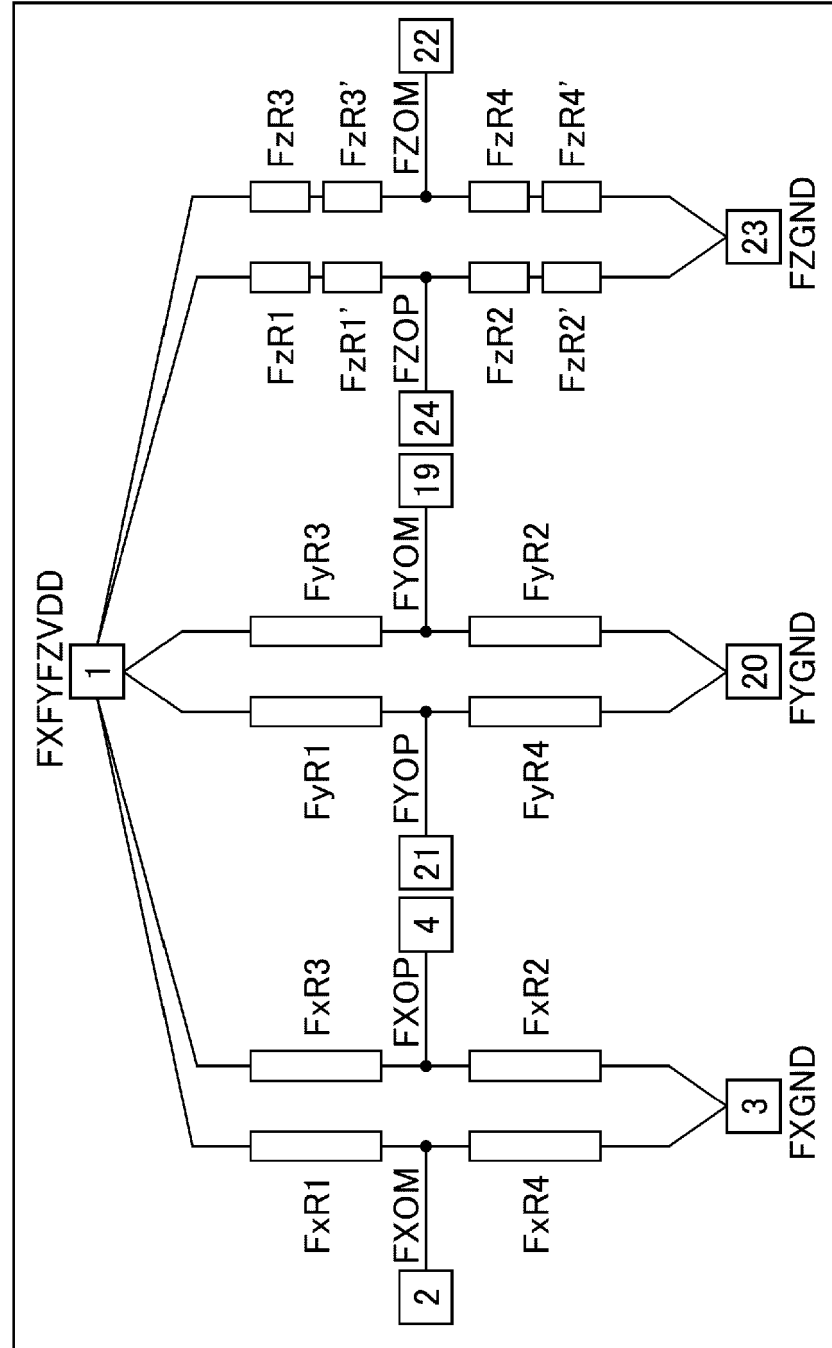 FXFYFZVDD
1
FxR1
FxR3
FyR1
FyR3
FzR1
FzR1’
FzR3
FzR3’
2
FXOM
FXOP
4
21
FYOP
FYOM
19
24
FZOP
FZOM
22
FxR4
FxR2
FyR4
FyR2
FzR2
FzR2’
FzR4
FzR4’
3
FXGND
20
FYGND
23
FZGND